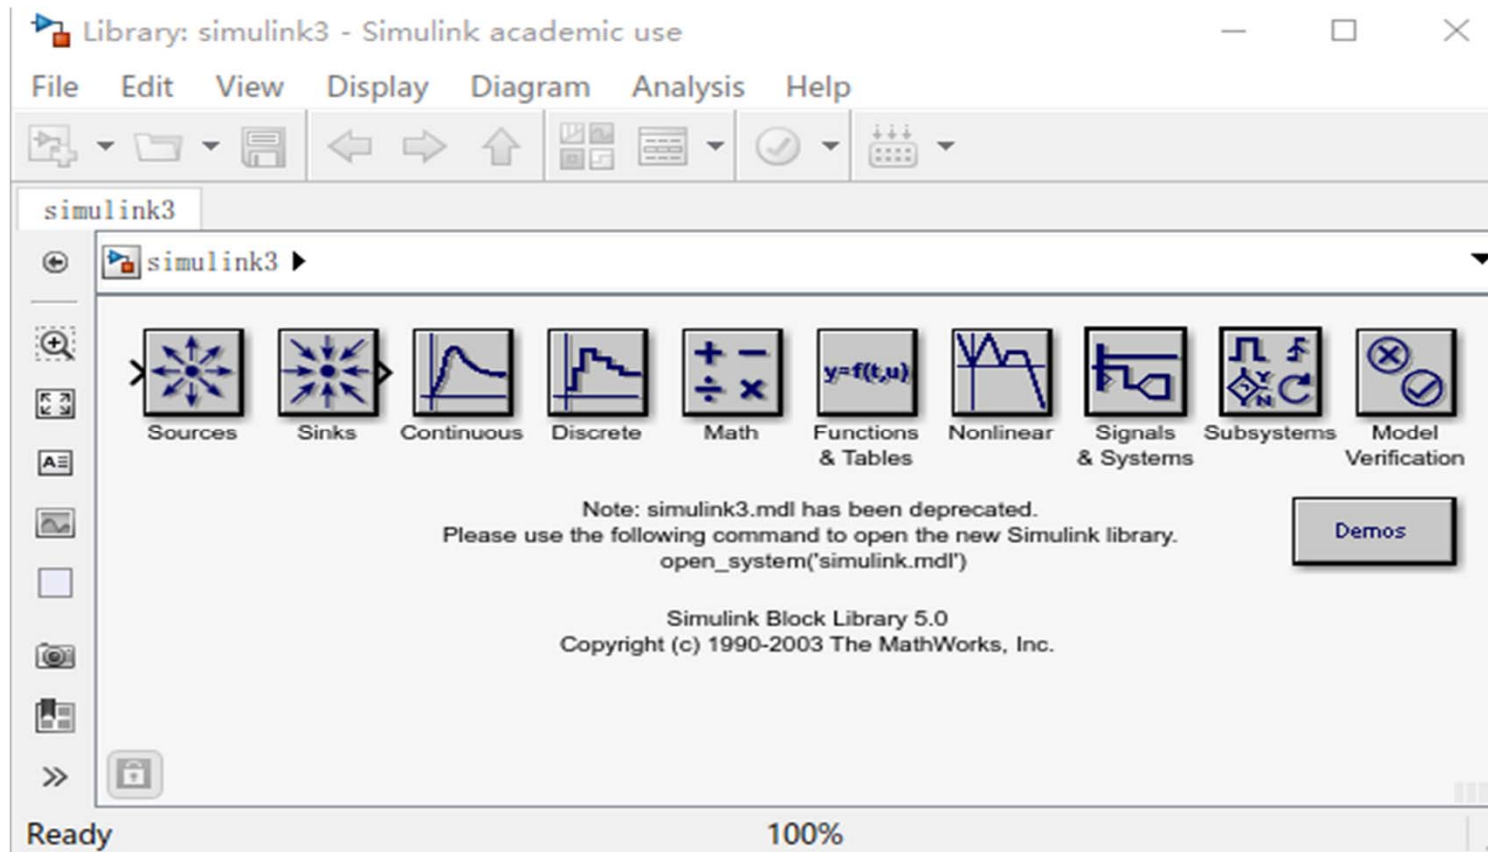 Library: simulink3 - Simulink academic use
File Edit View Display Diagram Analysis Help
simulink3
simulink3
y=f(t,u)
Y
N
Sources Sinks Continuous Discrete Math Functions Nonlinear Signals Subsystems Model
& Tables & Systems Verification
Note: simulink3.mdl has been deprecated.
Please use the following command to open the new Simulink library.
open_system('simulink.mdl')
Demos
Simulink Block Library 5.0
Copyright (c) 1990-2003 The MathWorks, Inc.
A
Ready 100%